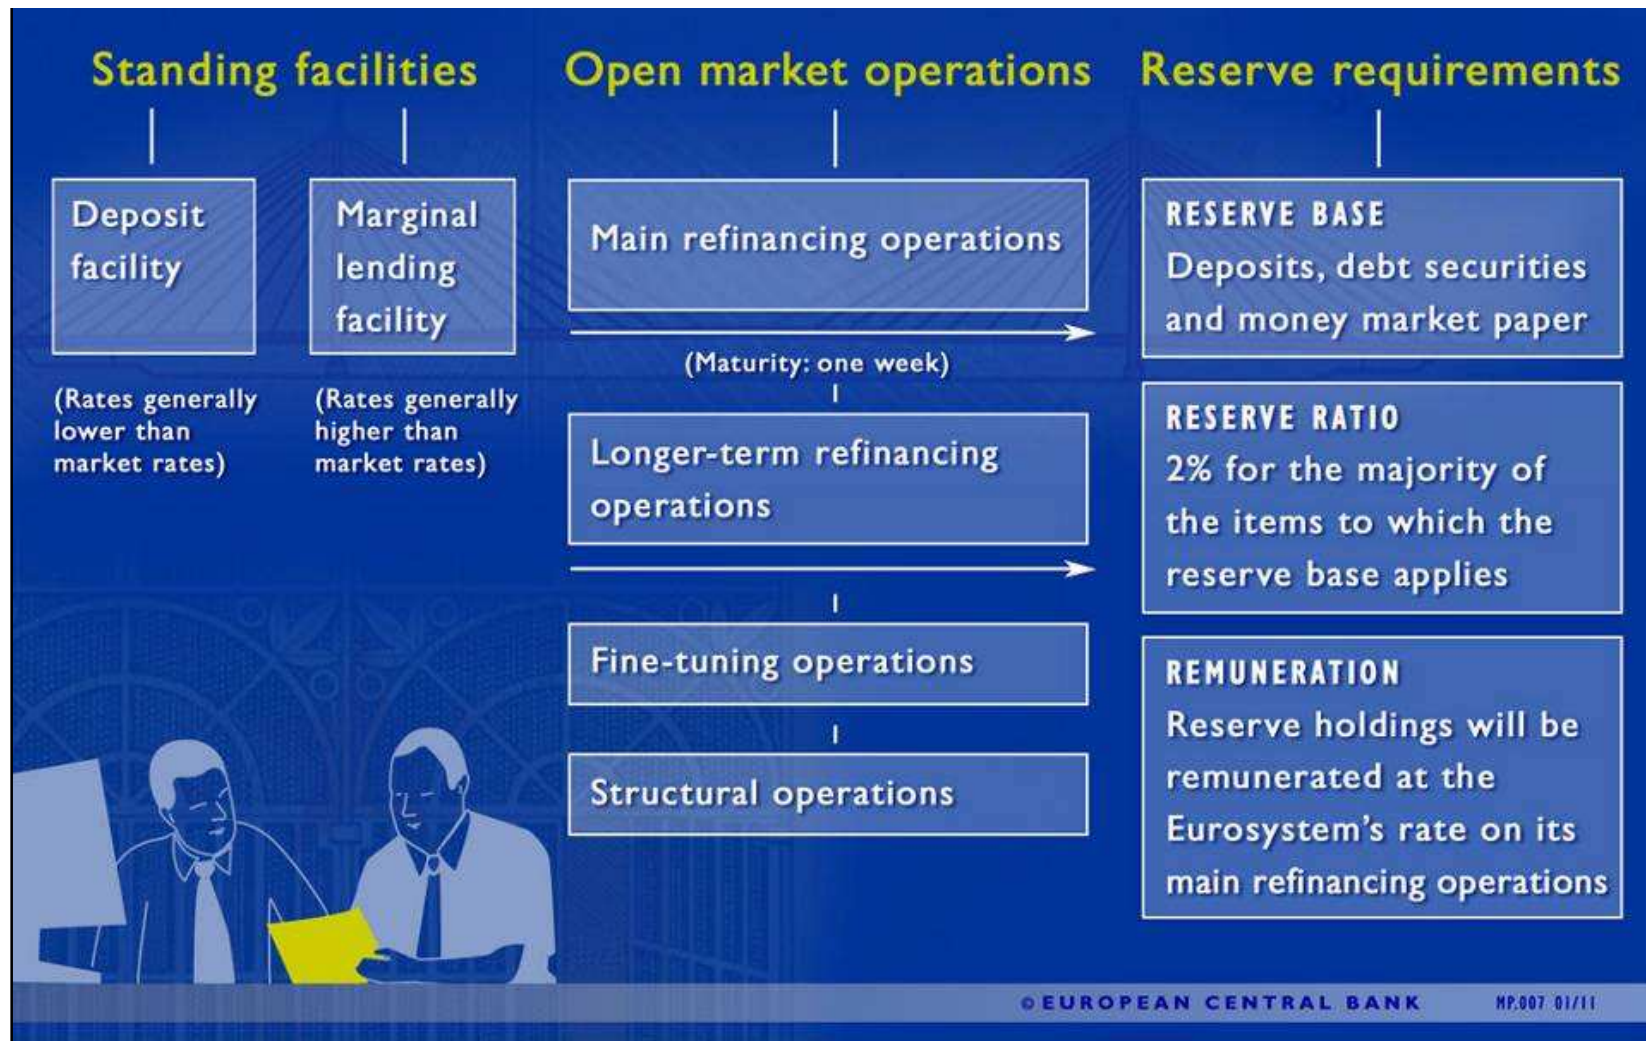 Standing facilities
Deposit
facility
(Rates generally
lower than
market rates)
Marginal
lending
facility
(Rates generally
higher than
market rates)
Open market operations
Main refinancing operations
(Maturity: one week)
Longer-term refinancing
operations
Fine-tuning operations
Structural operations
Reserve requirements
RESERVE BASE
Deposits, debt securities
and money market paper
RESERVE RATIO
2% for the majority of
the items to which the
reserve base applies
REMUNERATION
Reserve holdings will be
remunerated at the
Eurosystem's rate on its
main refinancing operations
© EUROPEAN CENTRAL BANK
MP.007 01/11